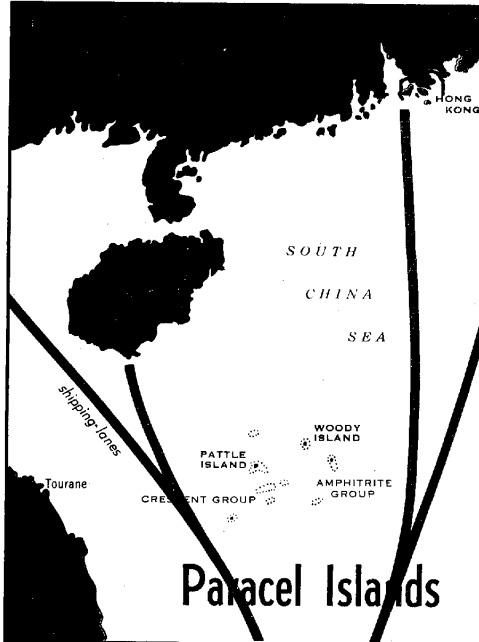 HONG
KONG
SOUTH
CHINA
SEA
shipping-lanes
WOODY
ISLAND
PATTLE
ISLAND
Tourane
AMPHITRITE
GROUP
CRESCENT GROUP
Paracel Islands